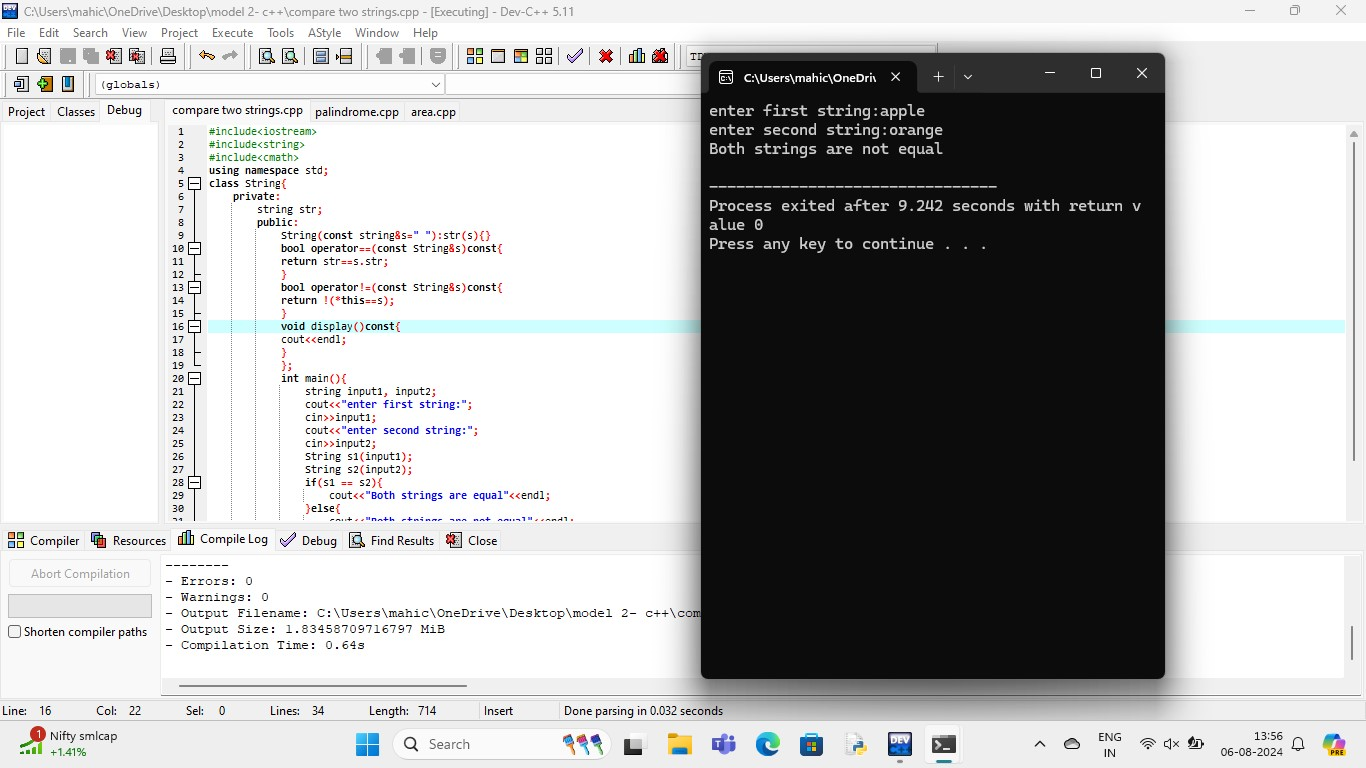 C:\Users\mahic\OneDrive\Desktop\model 2- c++\compare two strings.cpp - [Executing] - Dev-C++ 5.11
File Edit Search View Project Execute Tools AStyle Window Help
(globals)
Project Classes Debug
compare two strings.cpp palindrome.cpp area.cpp
1 #include<iostream>
2 #include<string>
3 #include<cmath>
4 using namespace std;
5 class String{
6 private:
7 string str;
8 public:
9 String(const string&s=" "):str(s){}
10 bool operator==(const String&s)const{
11 return str==s.str;
12 }
13 bool operator!=(const String&s)const{
14 return !(*this==s);
15 }
16 void display()const{
17 cout<<endl;
18 }
19 };
20 int main(){
21 string input1, input2;
22 cout<<"enter first string:";
23 cin>>input1;
24 cout<<"enter second string:";
25 cin>>input2;
26 String s1(input1);
27 String s2(input2);
28 if(s1 == s2){
29 cout<<"Both strings are equal"<<endl;
30 }else{
31 cout<<"Both strings are not equal"<<endl;
C:\Users\mahic\OneDri
enter first string:apple
enter second string:orange
Both strings are not equal
--------------------------------
Process exited after 9.242 seconds with return v
alue 0
Press any key to continue . . .
Compiler Resources Compile Log Debug Find Results Close
Abort Compilation
Shorten compiler paths
--------
- Errors: 0
- Warnings: 0
- Output Filename: C:\Users\mahic\OneDrive\Desktop\model 2- c++\com
- Output Size: 1.83458709716797 MiB
- Compilation Time: 0.64s
Line: 16 Col: 22 Sel: 0 Lines: 34 Length: 714 Insert Done parsing in 0.032 seconds
1
Nifty smlcap
+1.41%
Search
DEV
ENG
IN
13:56
06-08-2024
PRE